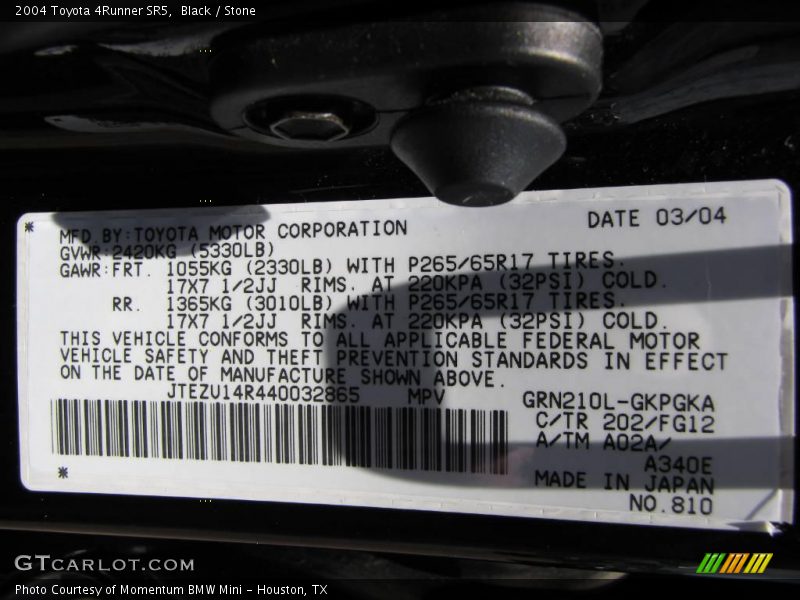 2004 Toyota 4Runner SR5,  Black / Stone
* DATE 03/04
MFD.BY:TOYOTA MOTOR CORPORATION
GVWR:2420KG (5330LB)
GAWR:FRT. 1055KG (2330LB) WITH P265/65R17 TIRES.
17X7 1/2JJ RIMS. AT 220KPA (32PSI) COLD.
RR. 1365KG (3010LB) WITH P265/65R17 TIRES.
17X7 1/2JJ RIMS. AT 220KPA (32PSI) COLD.
THIS VEHICLE CONFORMS TO ALL APPLICABLE FEDERAL MOTOR
VEHICLE SAFETY AND THEFT PREVENTION STANDARDS IN EFFECT
ON THE DATE OF MANUFACTURE SHOWN ABOVE.
JTEZU14R440032865 MPV GRN210L-GKPGKA
C/TR 202/FG12
A/TM A02A/
A340E
* MADE IN JAPAN
NO.810
GTCARLOT.COM
Photo Courtesy of Momentum BMW Mini - Houston, TX